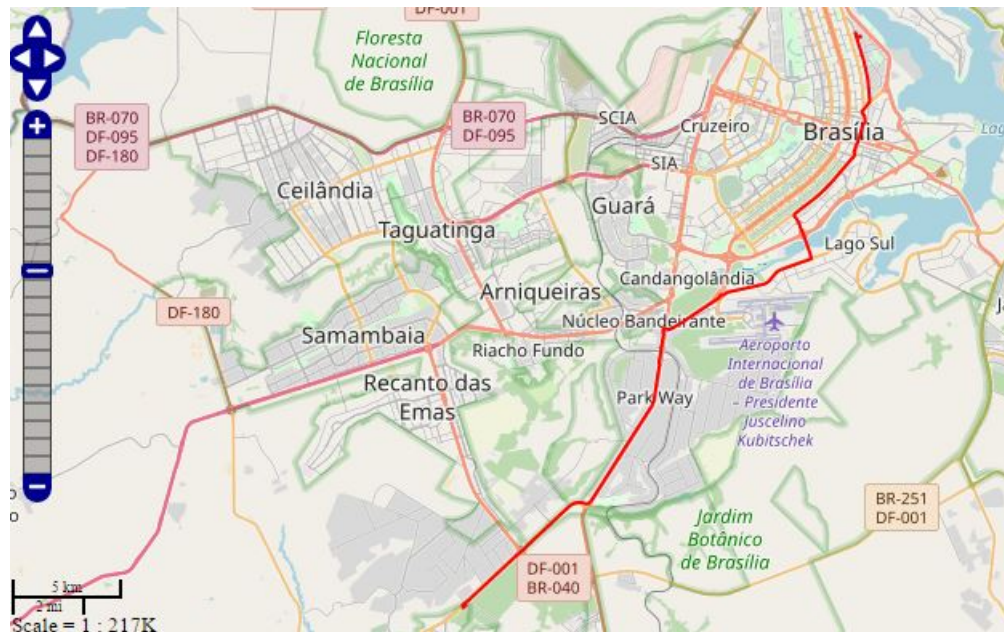 DF-001
Floresta
Nacional
de Brasília
BR-070
DF-095
DF-180
BR-070
DF-095
SCIA
Cruzeiro
Brasília
SIA
Ceilândia
Guará
Taguatinga
Lago Sul
Candangolândia
Arniqueiras
DF-180
Núcleo Bandeirante
Samambaia
Riacho Fundo
Aeroporto
Internacional
de Brasília
– Presidente
Juscelino
Kubitschek
Recanto das
Emas
Park Way
BR-251
DF-001
Jardim
Botânico
de Brasília
DF-001
BR-040
5 km
2 mi
Scale = 1 : 217K